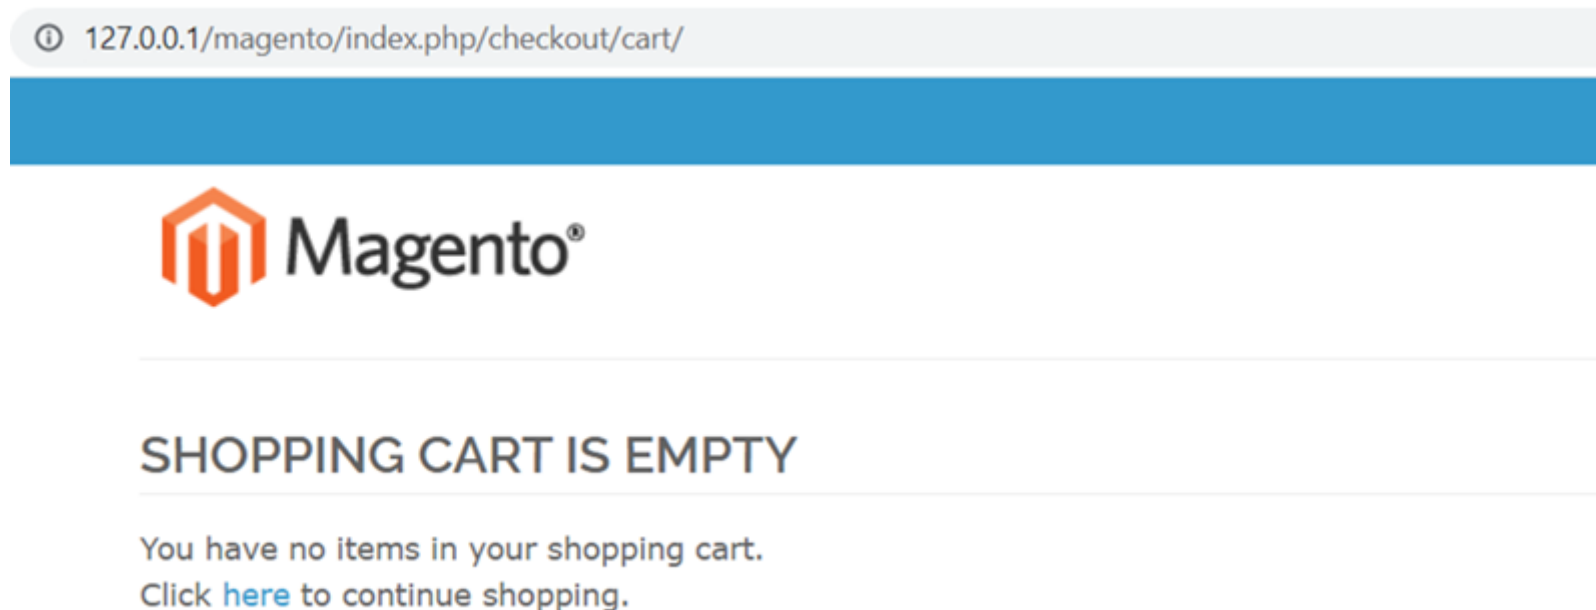 127.0.0.1/magento/index.php/checkout/cart/
Magento®
SHOPPING CART IS EMPTY
You have no items in your shopping cart.
Click here to continue shopping.